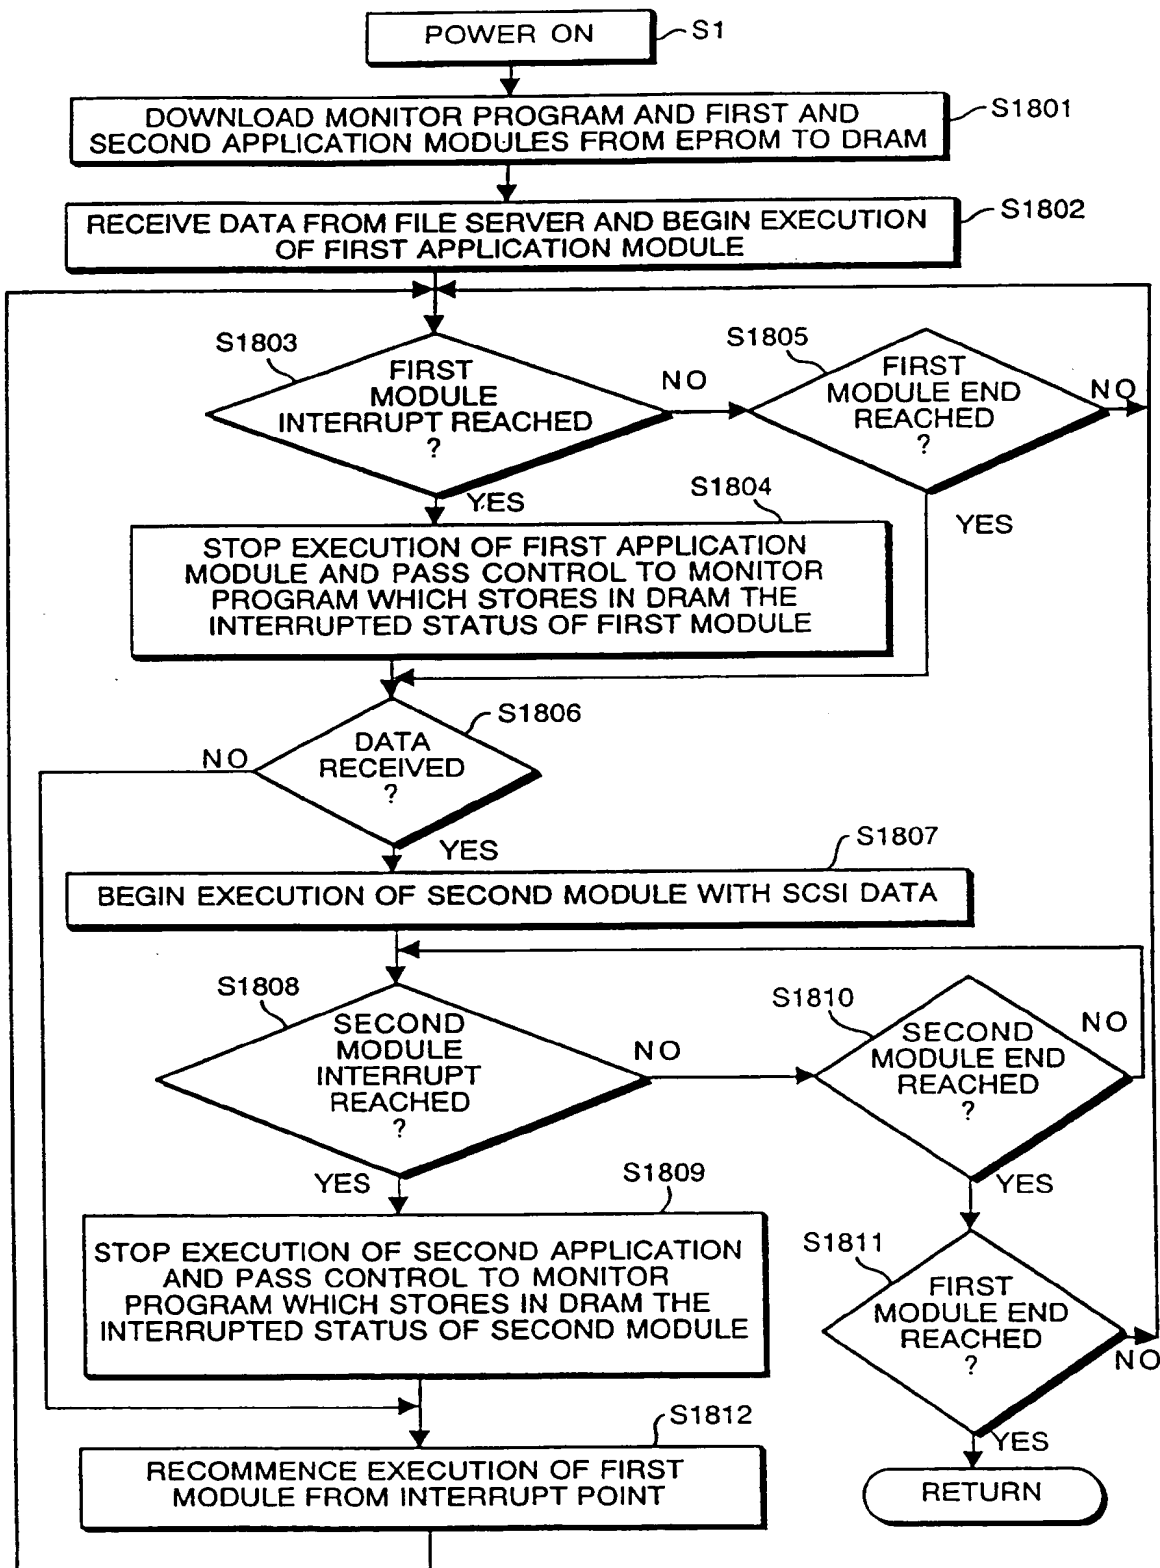 POWER ON
S1
DOWNLOAD MONITOR PROGRAM AND FIRST AND
SECOND APPLICATION MODULES FROM EPROM TO DRAM
S1801
RECEIVE DATA FROM FILE SERVER AND BEGIN EXECUTION
OF FIRST APPLICATION MODULE
S1802
S1803
FIRST
MODULE
INTERRUPT REACHED
?
NO
YES
S1805
FIRST
MODULE END
REACHED
?
NO
YES
S1804
STOP EXECUTION OF FIRST APPLICATION
MODULE AND PASS CONTROL TO MONITOR
PROGRAM WHICH STORES IN DRAM THE
INTERRUPTED STATUS OF FIRST MODULE
S1806
DATA
RECEIVED
?
NO
YES
S1807
BEGIN EXECUTION OF SECOND MODULE WITH SCSI DATA
S1808
SECOND
MODULE
INTERRUPT
REACHED
?
NO
YES
S1810
SECOND
MODULE END
REACHED
?
NO
YES
S1809
STOP EXECUTION OF SECOND APPLICATION
AND PASS CONTROL TO MONITOR
PROGRAM WHICH STORES IN DRAM THE
INTERRUPTED STATUS OF SECOND MODULE
S1811
FIRST
MODULE END
REACHED
?
NO
YES
S1812
RECOMMENCE EXECUTION OF FIRST
MODULE FROM INTERRUPT POINT
RETURN